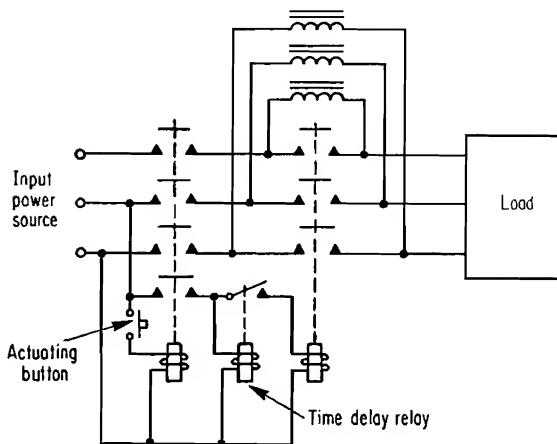 Input
power
source
Load
Actuating
button
Time delay relay